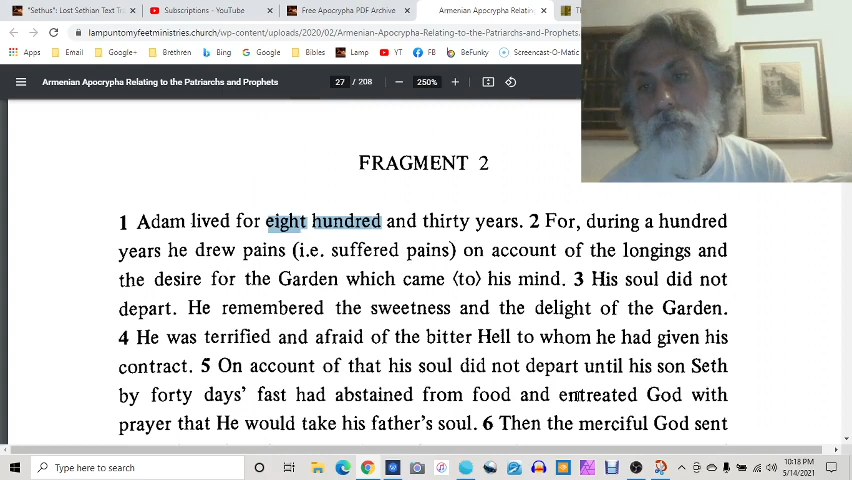 "Sethus": Lost Sethian Text Tra
Subscriptions - YouTube
Free Apocrypha PDF Archive
Armenian Apocrypha Relating
lamputomyfeetministries.church/wp-content/uploads/2020/02/Armenian-Apocrypha-Relating-to-the-Patriarchs-and-Prophets.
Apps
Email
Google+
Brethren
Bing
Google
Bibles
Lamp
YT
FB
BeFunky
Screencast-O-Matic
Armenian Apocrypha Relating to the Patriarchs and Prophets
27 / 208
250%
FRAGMENT 2
1 Adam lived for eight hundred and thirty years. 2 For, during a hundred
years he drew pains (i.e. suffered pains) on account of the longings and
the desire for the Garden which came ⟨to⟩ his mind. 3 His soul did not
depart. He remembered the sweetness and the delight of the Garden.
4 He was terrified and afraid of the bitter Hell to whom he had given his
contract. 5 On account of that his soul did not depart until his son Seth
by forty days' fast had abstained from food and entreated God with
prayer that He would take his father's soul. 6 Then the merciful God sent
Type here to search
10:18 PM
5/14/2021